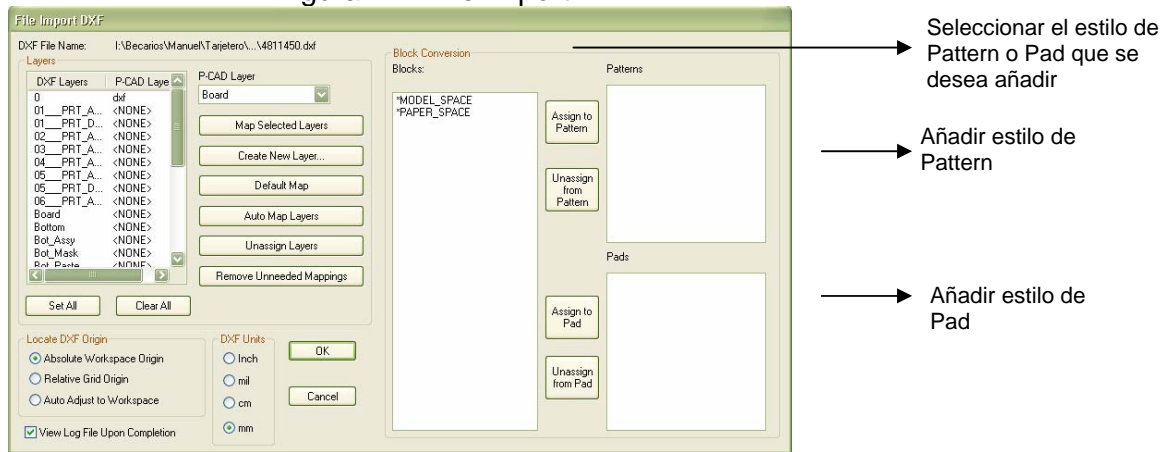 File Import DXF
DXF File Name: I:\Becarios\Manuel\Tarjetero\...\4811450.dxf
Layers
DXF Layers P-CAD Laye
0 dxf
01___PRT_A... <NONE>
01___PRT_D... <NONE>
02___PRT_A... <NONE>
03___PRT_A... <NONE>
04___PRT_A... <NONE>
05___PRT_A... <NONE>
05___PRT_D... <NONE>
06___PRT_A... <NONE>
Board <NONE>
Bottom <NONE>
Bot_Assy <NONE>
Bot_Mask <NONE>
Bot_Paste <NONE>
P-CAD Layer
Board
Map Selected Layers
Create New Layer...
Default Map
Auto Map Layers
Unassign Layers
Remove Unneeded Mappings
Set All
Clear All
Locate DXF Origin
Absolute Workspace Origin
Relative Grid Origin
Auto Adjust to Workspace
View Log File Upon Completion
DXF Units
Inch
mil
cm
mm
OK
Cancel
Block Conversion
Blocks:
*MODEL_SPACE
*PAPER_SPACE
Assign to
Pattern
Unassign
from
Pattern
Assign to
Pad
Unassign
from Pad
Patterns
Pads
Seleccionar el estilo de
Pattern o Pad que se
desea añadir
Añadir estilo de
Pattern
Añadir estilo de
Pad